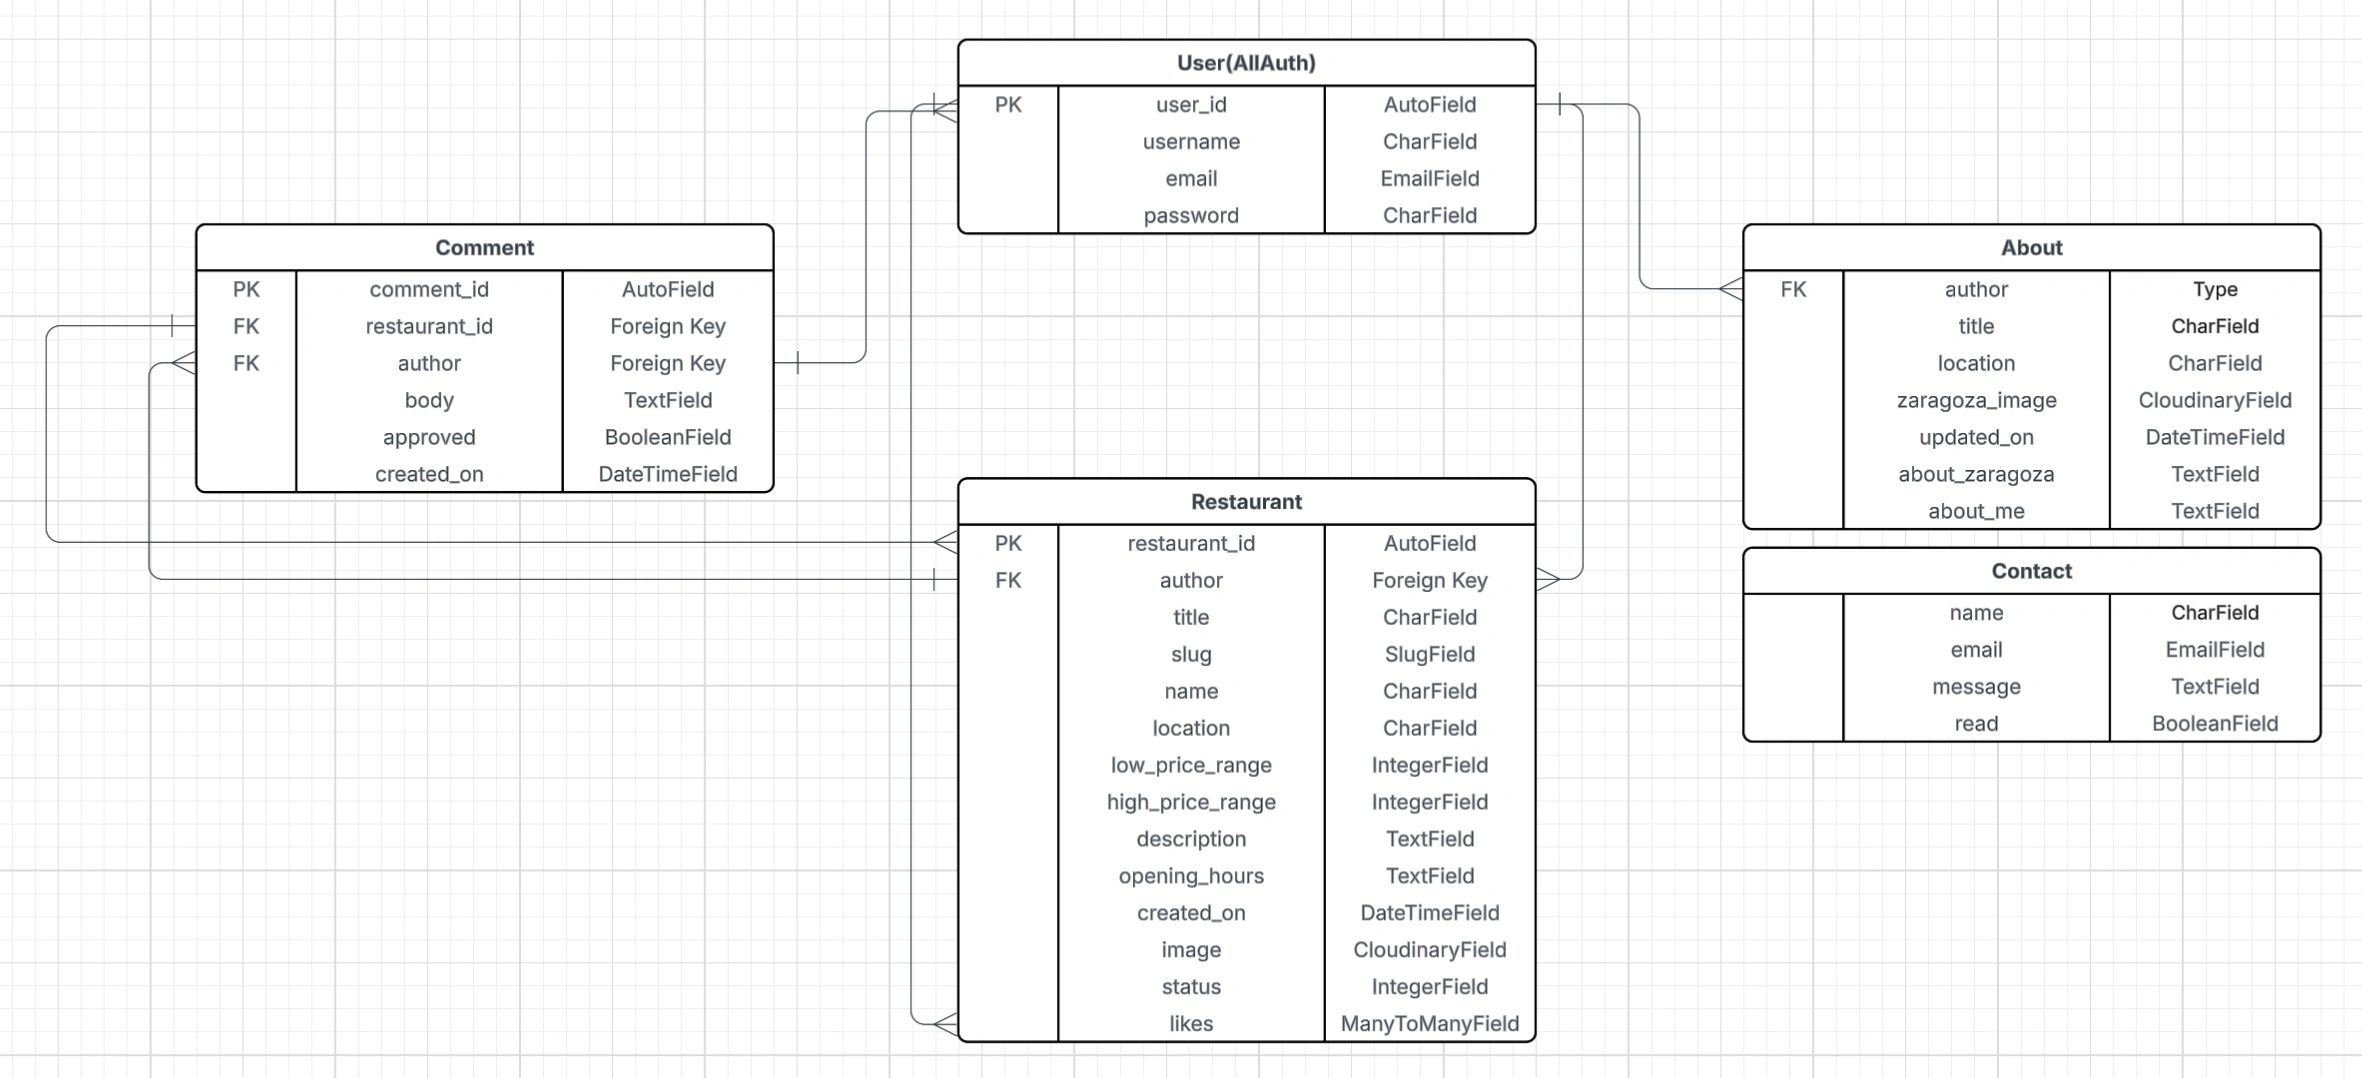 User(AllAuth)
PK user_id AutoField
username CharField
email EmailField
password CharField
Comment
PK comment_id AutoField
FK restaurant_id Foreign Key
FK author Foreign Key
body TextField
approved BooleanField
created_on DateTimeField
About
FK author Type
title CharField
location CharField
zaragoza_image CloudinaryField
updated_on DateTimeField
about_zaragoza TextField
about_me TextField
Restaurant
PK restaurant_id AutoField
FK author Foreign Key
title CharField
slug SlugField
name CharField
location CharField
low_price_range IntegerField
high_price_range IntegerField
description TextField
opening_hours TextField
created_on DateTimeField
image CloudinaryField
status IntegerField
likes ManyToManyField
Contact
name CharField
email EmailField
message TextField
read BooleanField